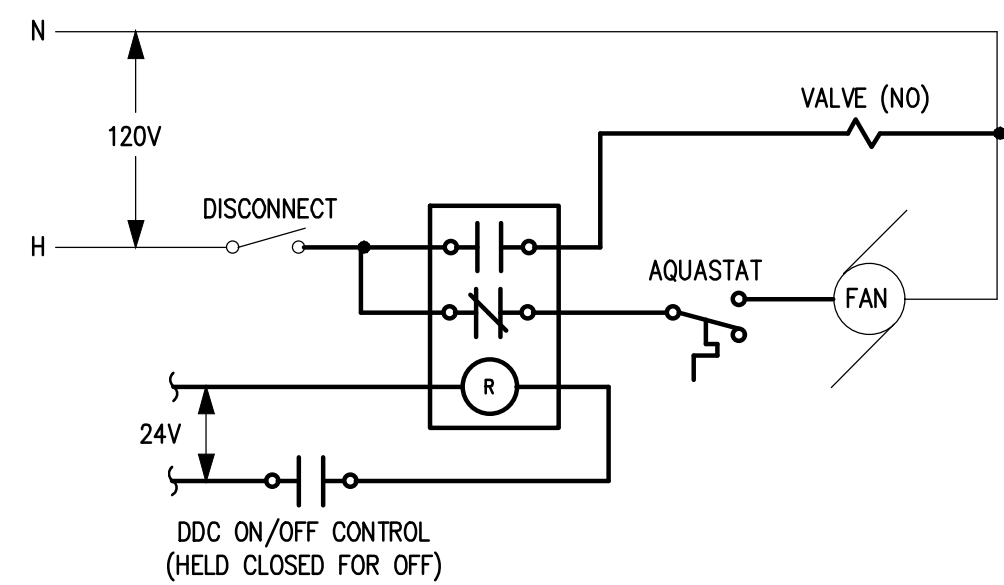 N
VALVE (NO)
120V
DISCONNECT
H
AQUASTAT
FAN
R
24V
DDC ON/OFF CONTROL
(HELD CLOSED FOR OFF)